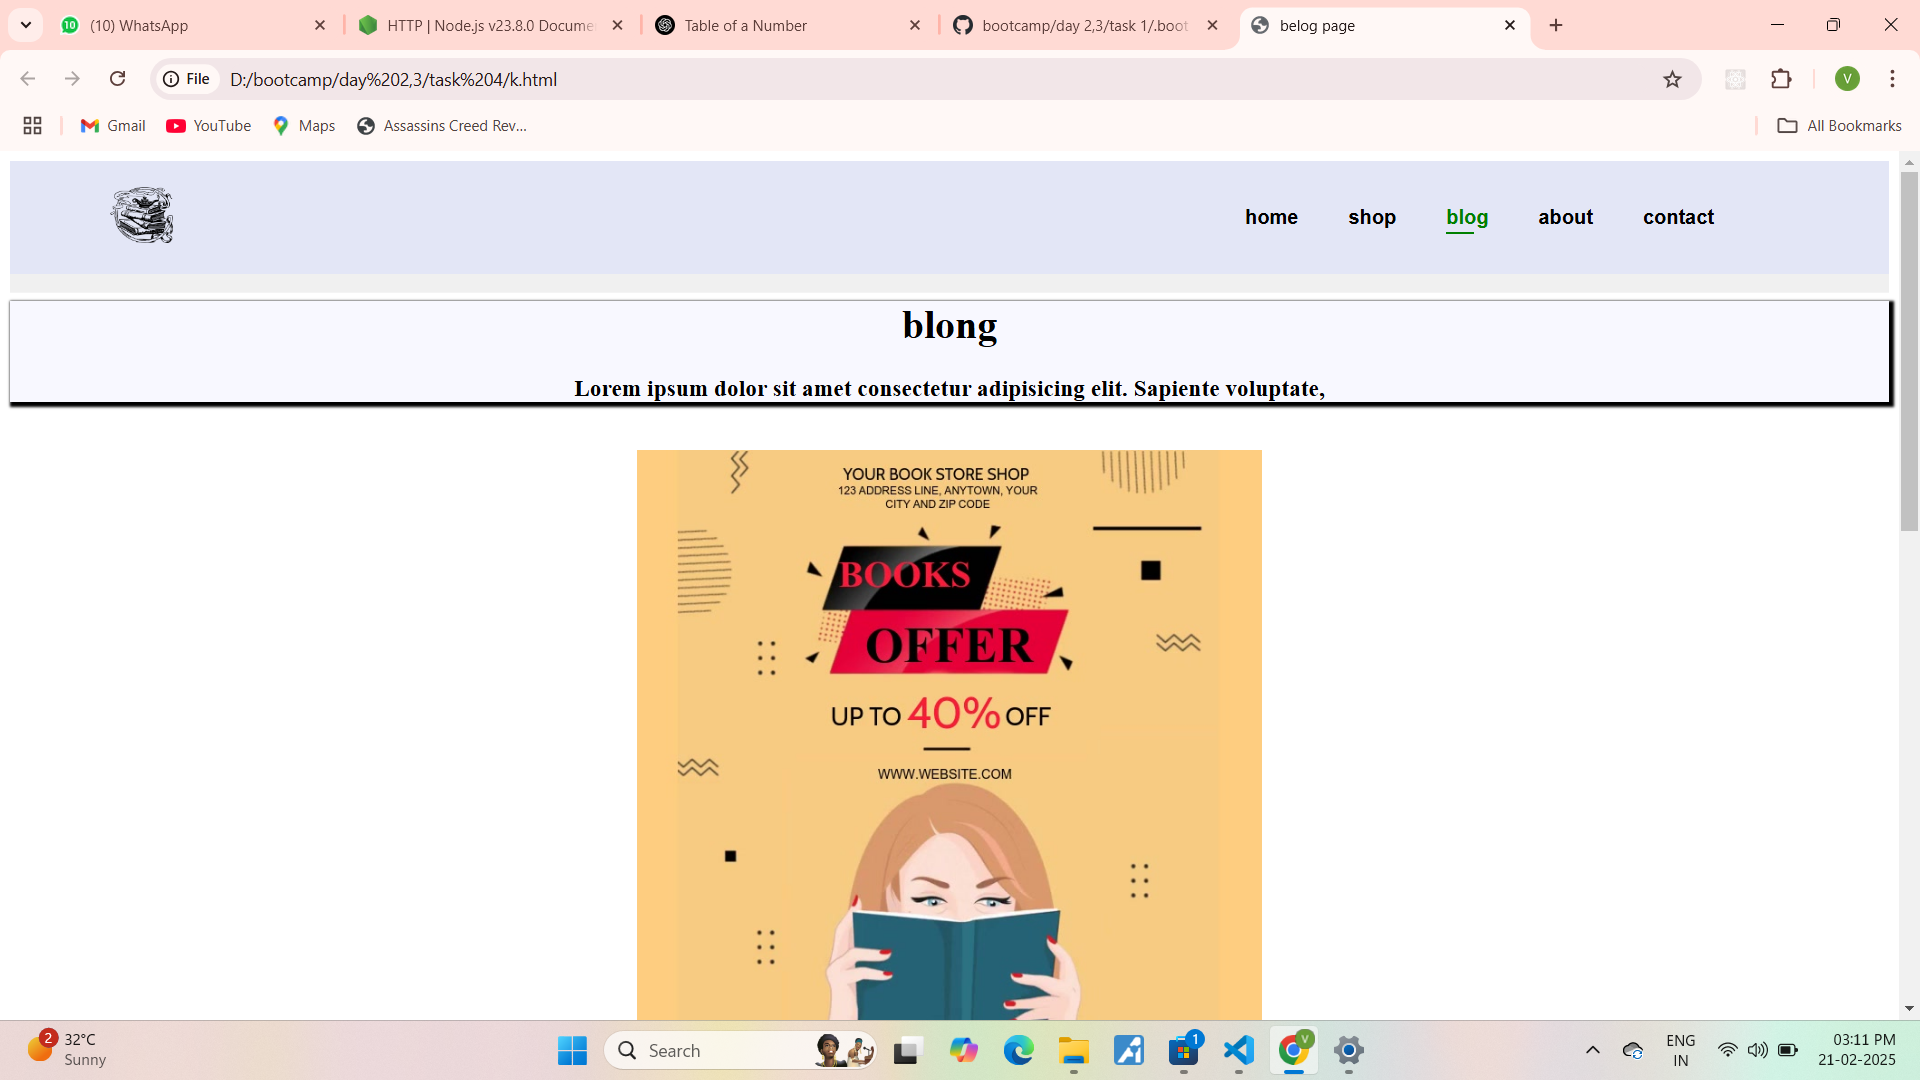 10 (10) WhatsApp
HTTP | Node.js v23.8.0 Docume
Table of a Number
bootcamp/day 2,3/task 1/.boot
belog page
File D:/bootcamp/day%202,3/task%204/k.html
V
Gmail
YouTube
Maps
Assassins Creed Rev...
All Bookmarks
home shop blog about contact
blong
Lorem ipsum dolor sit amet consectetur adipisicing elit. Sapiente voluptate,
YOUR BOOK STORE SHOP
123 ADDRESS LINE, ANYTOWN, YOUR
CITY AND ZIP CODE
BOOKS
OFFER
UP TO 40% OFF
WWW.WEBSITE.COM
2 32°C
Sunny
Search
1
V
ENG
IN
03:11 PM
21-02-2025